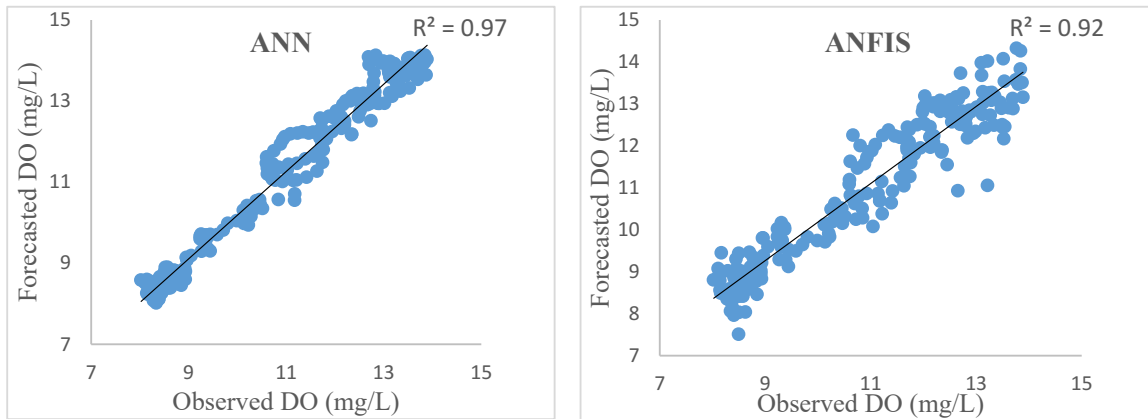 ANN
R² = 0.97
15
13
11
9
7
Forecasted DO (mg/L)
7 9 11 13 15
Observed DO (mg/L)
ANFIS
R² = 0.92
15
14
13
12
11
10
9
8
7
Forecasted DO (mg/L)
7 9 11 13 15
Observed DO (mg/L)